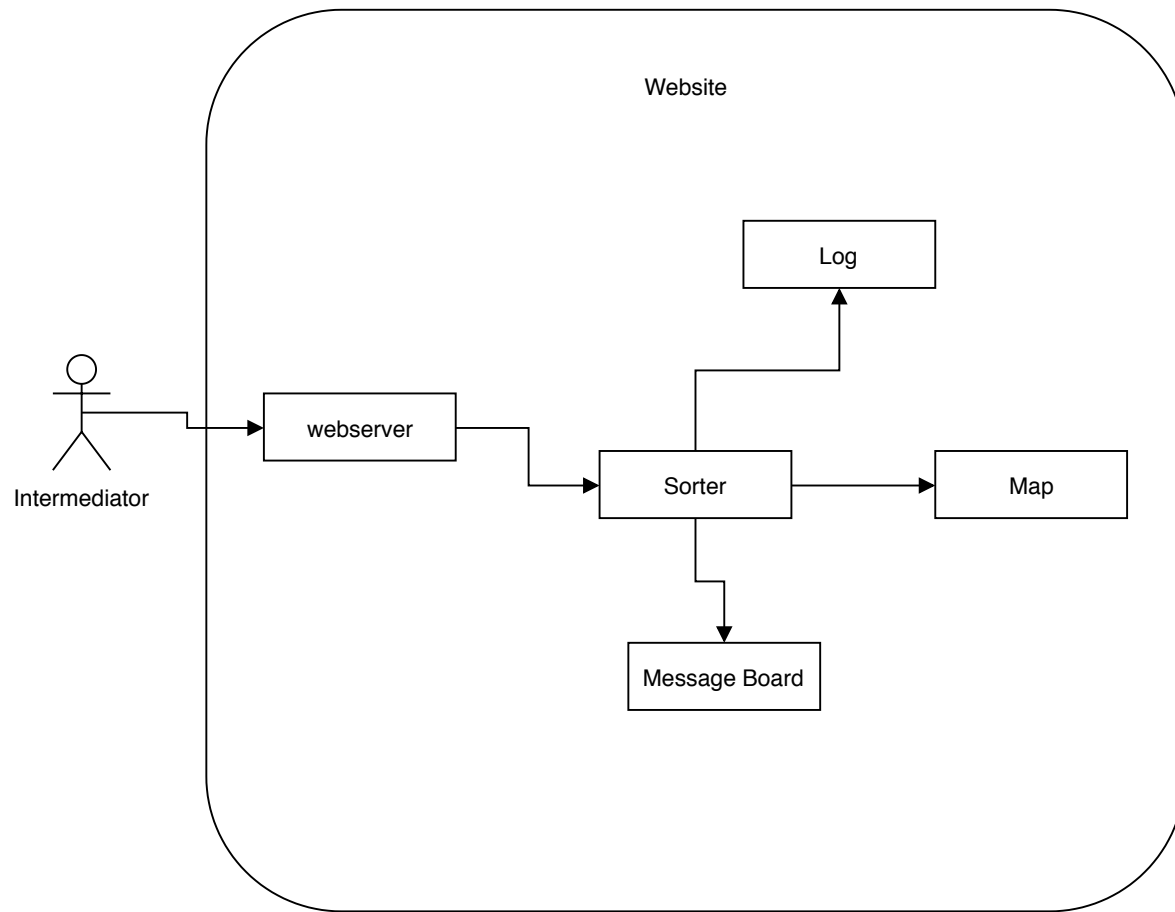 Website
Log
webserver
Sorter
Map
Intermediator
Message Board